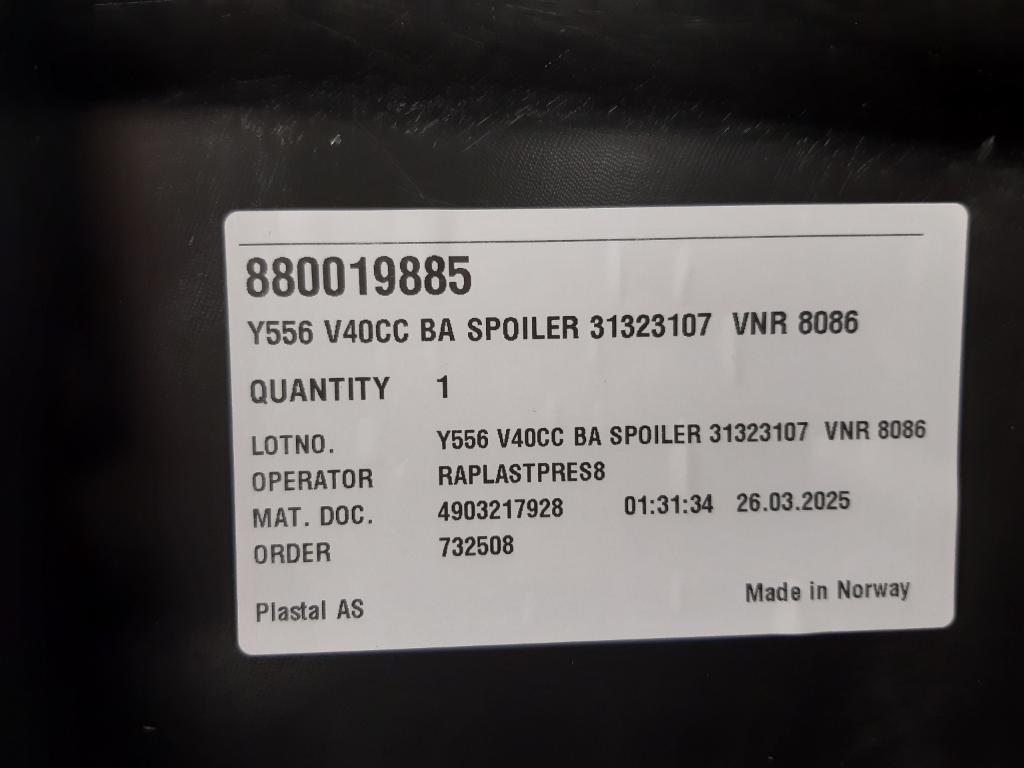 880019885
Y556 V40CC BA SPOILER 31323107 VNR 8086
QUANTITY 1
LOTNO. Y556 V40CC BA SPOILER 31323107 VNR 8086
OPERATOR RAPLASTPRES8
MAT. DOC. 4903217928 01:31:34 26.03.2025
ORDER 732508
Plastal AS Made in Norway